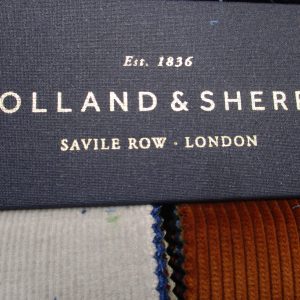 Est. 1836
OLLAND & SHERR
SAVILE ROW · LONDON